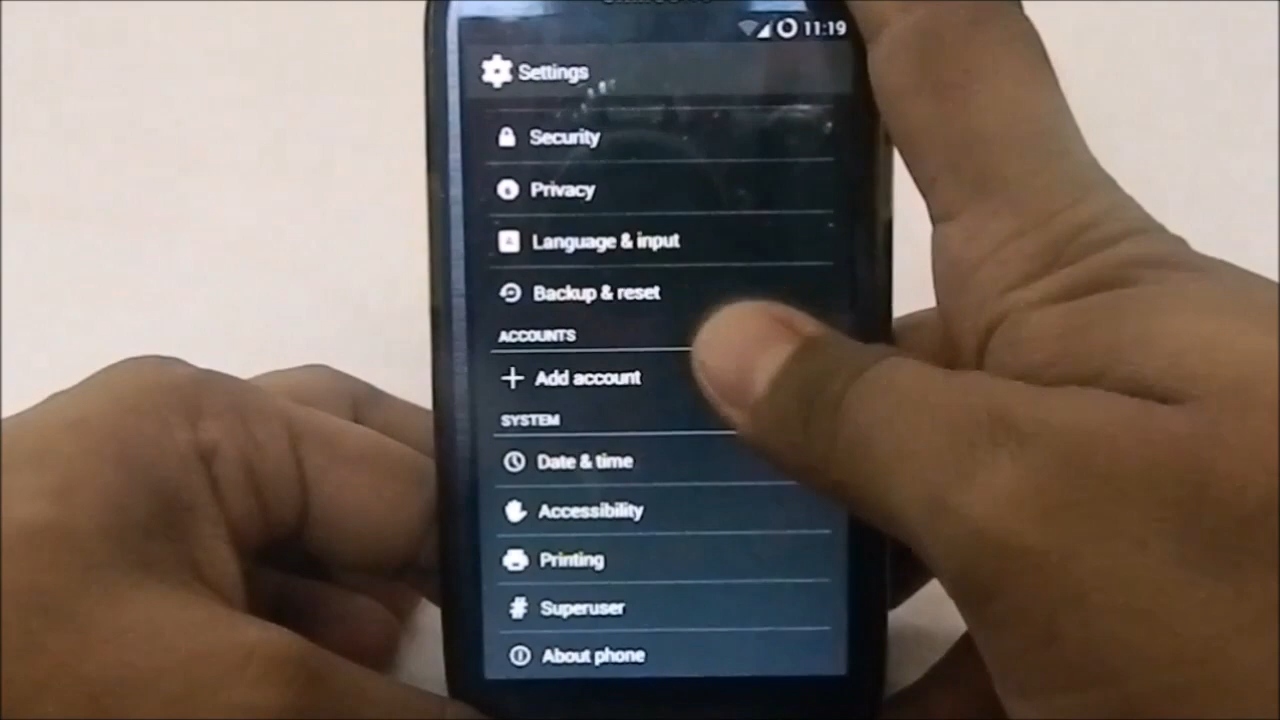 11:19
Settings
Security
Privacy
Language & input
Backup & reset
ACCOUNTS
Add account
SYSTEM
Date & time
Accessibility
Printing
# Superuser
About phone